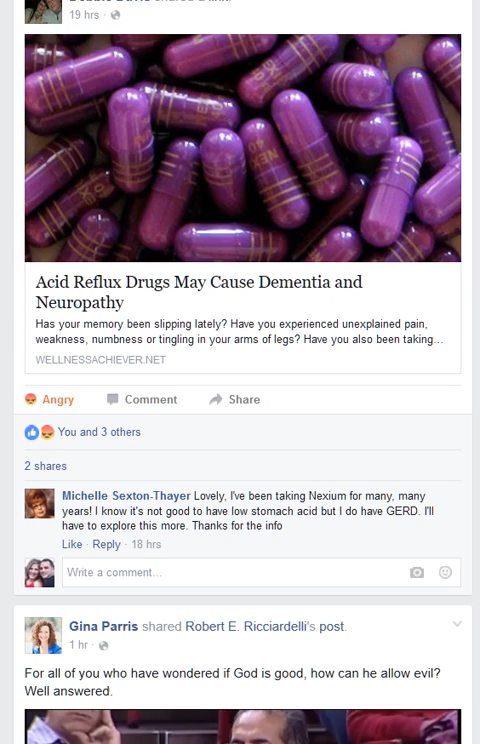 19 hrs ·
NEX
40
Acid Reflux Drugs May Cause Dementia and
Neuropathy
Has your memory been slipping lately? Have you experienced unexplained pain,
weakness, numbness or tingling in your arms of legs? Have you also been taking...
WELLNESSACHIEVER.NET
Angry Comment Share
You and 3 others
2 shares
Michelle Sexton-Thayer Lovely, I've been taking Nexium for many, many
years! I know it's not good to have low stomach acid but I do have GERD. I'll
have to explore this more. Thanks for the info
Like · Reply · 18 hrs
Write a comment...
Gina Parris shared Robert E. Ricciardelli's post.
1 hr ·
For all of you who have wondered if God is good, how can he allow evil?
Well answered.